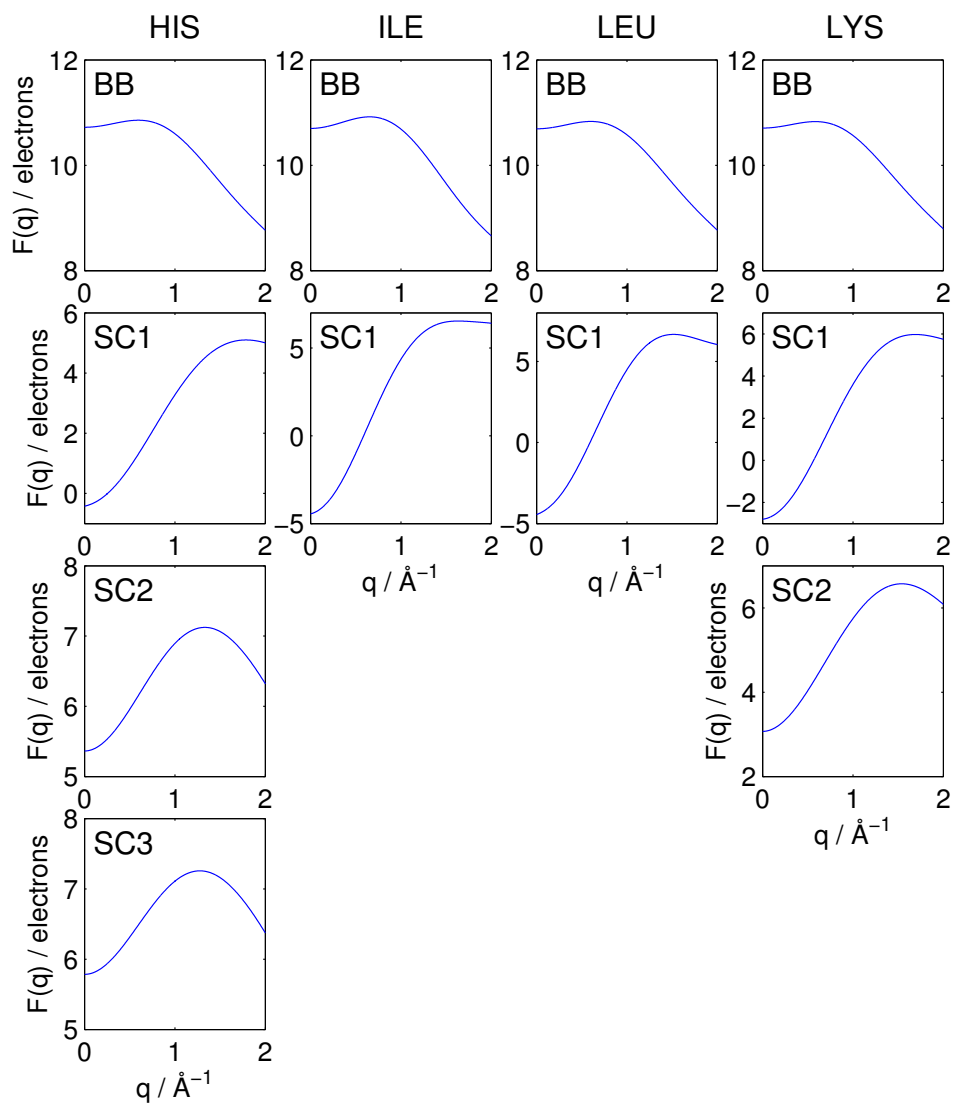 HIS ILE LEU LYS
12 12 12 12
BB BB BB BB
F(q) / electrons
10 10 10 10
8 8 8 8
0 1 2 0 1 2 0 1 2 0 1 2
6
SC1 SC1 SC1 SC1
6
5 5
F(q) / electrons
4 4
2 2
0 0 0 0
−2
−5 −5
0 1 2 0 1 2 0 1 2 0 1 2
q / Å⁻¹ q / Å⁻¹
8
SC2 SC2
F(q) / electrons F(q) / electrons
7 6
6 4
5 2
0 1 2 0 1 2
q / Å⁻¹
8
SC3
F(q) / electrons
7
6
5
0 1 2
q / Å⁻¹